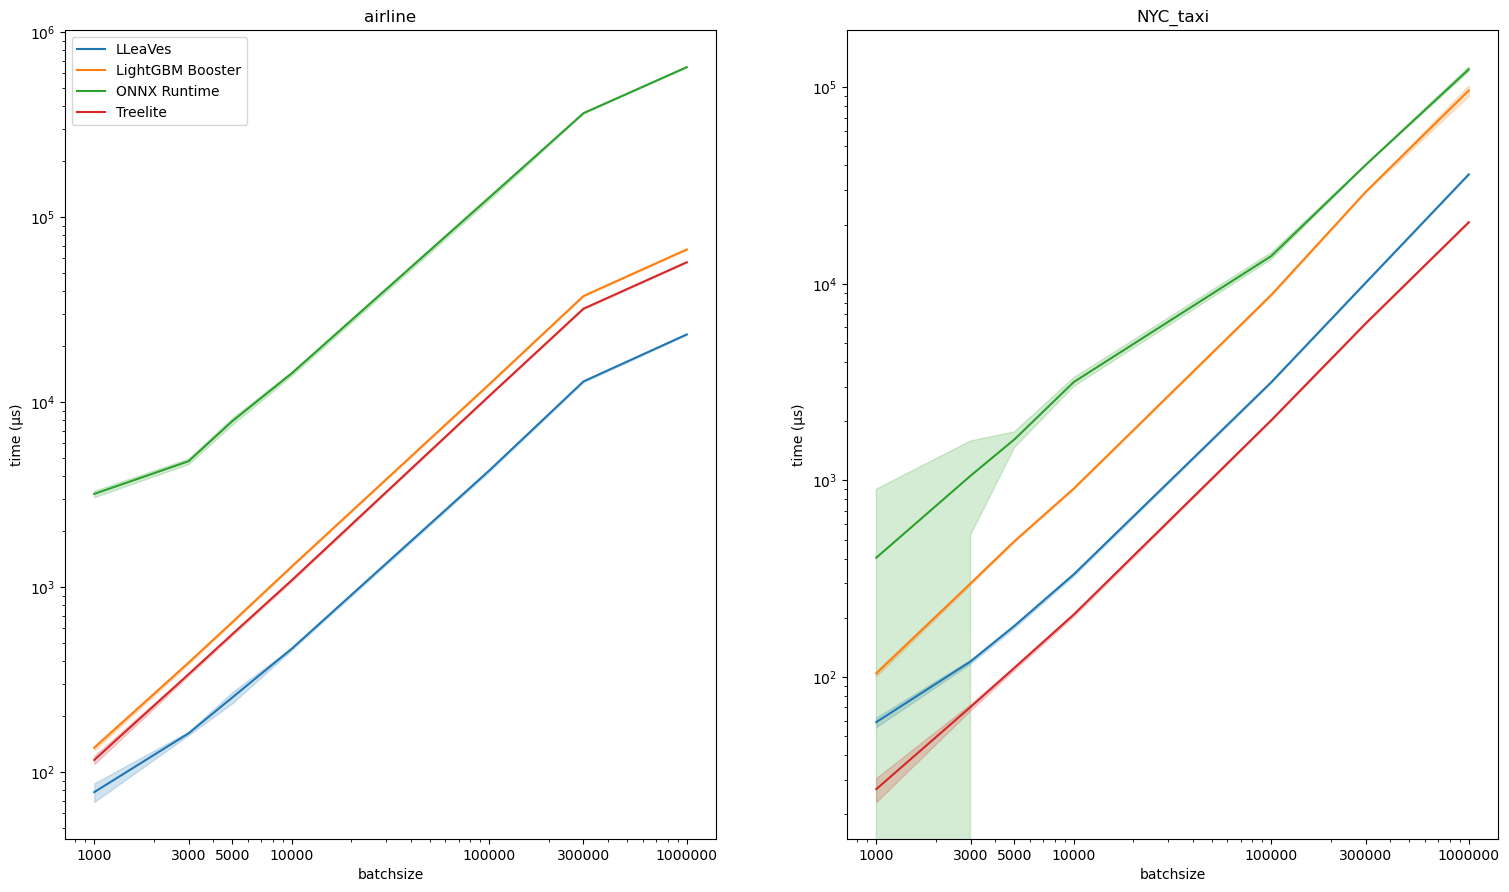 airline
10^6
10^5
10^4
10^3
10^2
time (µs)
LLeaVes
LightGBM Booster
ONNX Runtime
Treelite
1000 3000 5000 10000 100000 300000 1000000
batchsize
NYC_taxi
10^5
10^4
10^3
10^2
time (µs)
1000 3000 5000 10000 100000 300000 1000000
batchsize